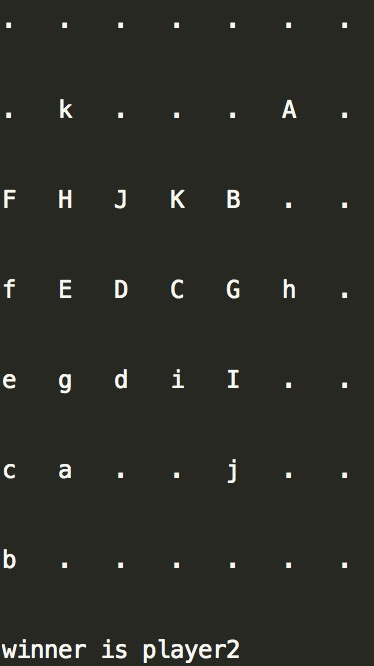 . . . . . . .
. k . . . A .
F H J K B . .
f E D C G h .
e g d i I . .
c a . . j . .
b . . . . . .
winner is player2